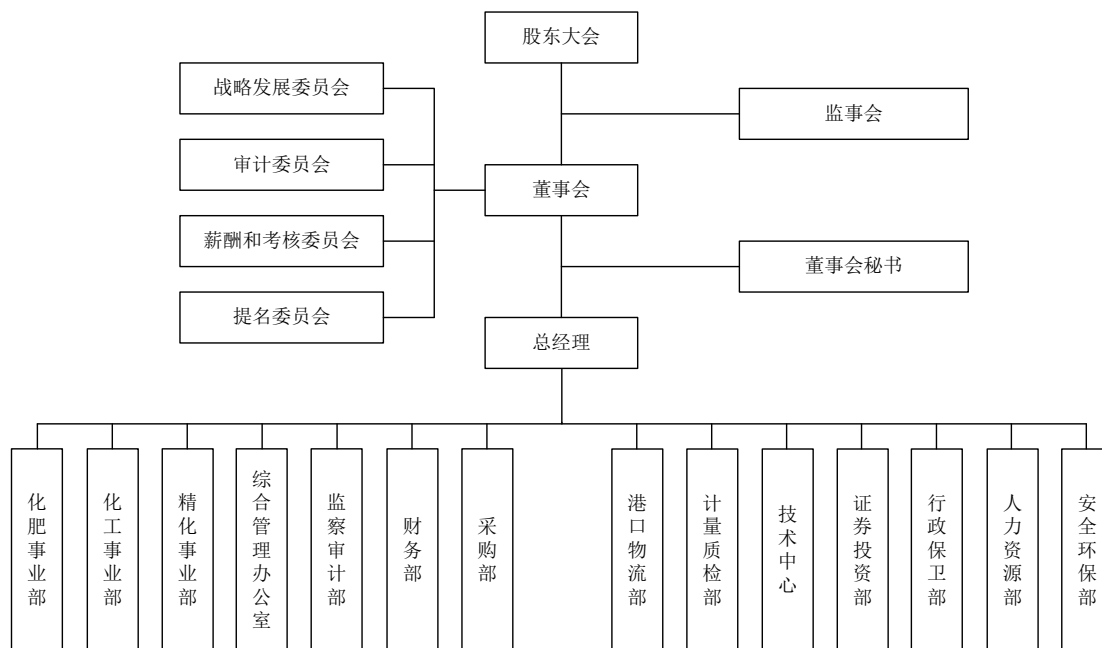 股东大会
战略发展委员会
监事会
审计委员会
董事会
薪酬和考核委员会
董事会秘书
提名委员会
总经理
化肥事业部
化工事业部
精化事业部
综合管理办公室
监察审计部
财务部
采购部
港口物流部
计量质检部
技术中心
证券投资部
行政保卫部
人力资源部
安全环保部